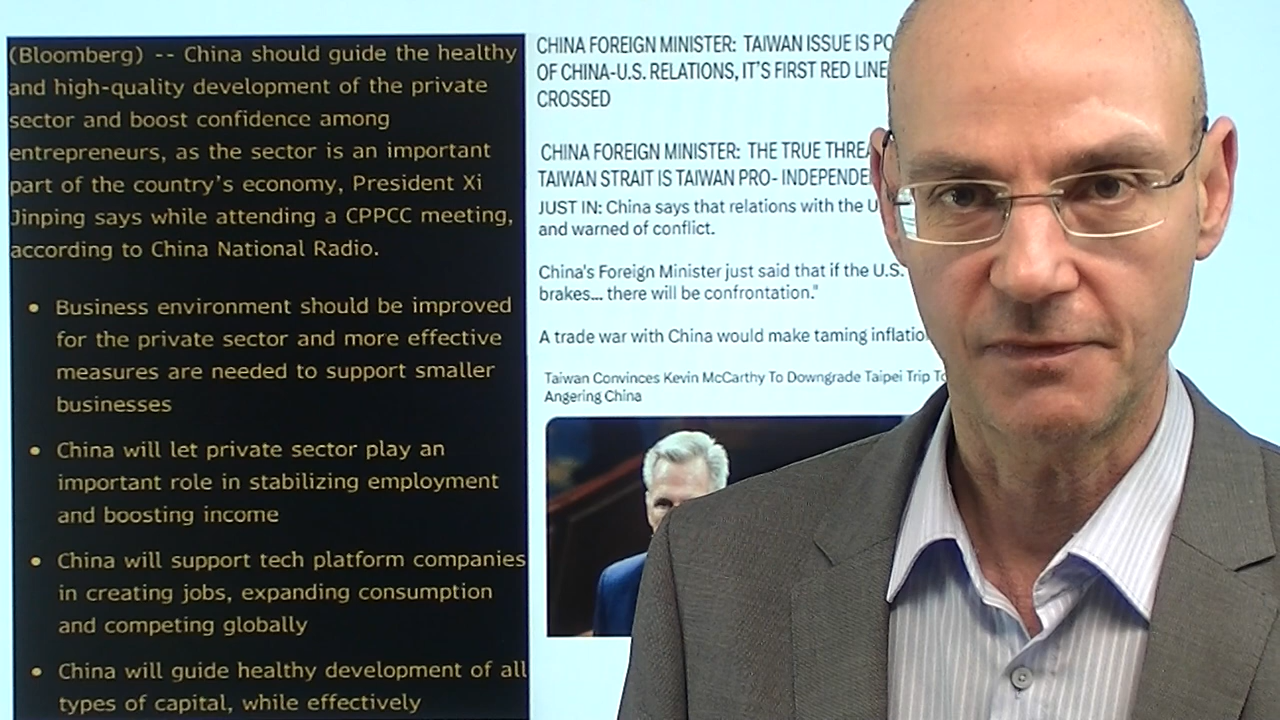 (Bloomberg) -- China should guide the healthy
and high-quality development of the private
sector and boost confidence among
entrepreneurs, as the sector is an important
part of the country's economy, President Xi
Jinping says while attending a CPPCC meeting,
according to China National Radio.
• Business environment should be improved
for the private sector and more effective
measures are needed to support smaller
businesses
• China will let private sector play an
important role in stabilizing employment
and boosting income
• China will support tech platform companies
in creating jobs, expanding consumption
and competing globally
• China will guide healthy development of all
types of capital, while effectively
CHINA FOREIGN MINISTER: TAIWAN ISSUE IS
OF CHINA-U.S. RELATIONS, IT'S FIRST RED LINE
CROSSED
CHINA FOREIGN MINISTER: THE TRUE
TAIWAN STRAIT IS TAIWAN PRO-
JUST IN: China says that relations with the
and warned of conflict.
China's Foreign Minister just said that if the U.S.
brakes... there will be confrontation."
A trade war with China would make taming
Taiwan Convinces Kevin McCarthy To Downgrade Taipei Trip
Angering China